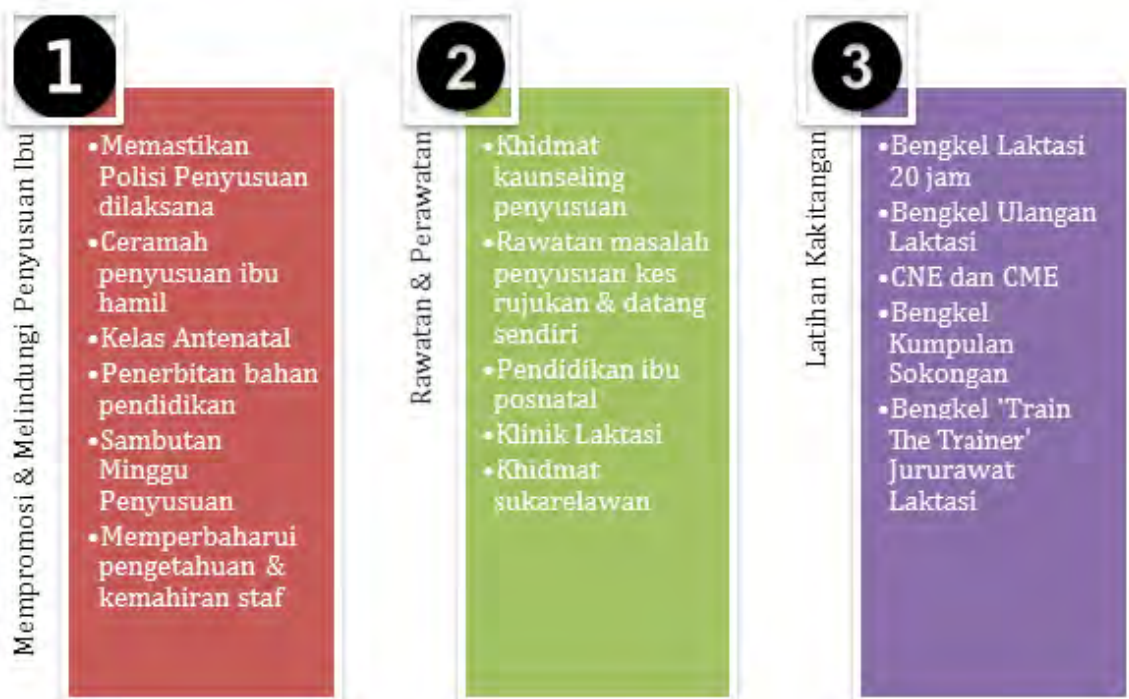 1
Mempromosi & Melindungi Penyusuan Ibu
•Memastikan
Polisi Penyusuan
dilaksana
•Ceramah
penyusuan ibu
hamil
•Kelas Antenatal
•Penerbitan bahan
pendidikan
•Sambutan
Minggu
Penyusuan
•Memperbaharui
pengetahuan &
kemahiran staf
2
Rawatan & Perawatan
•Khidmat
kaunseling
penyusuan
•Rawatan masalah
penyusuan kes
rujukan & datang
sendiri
•Pendidikan ibu
posnatal
•Klinik Laktasi
•Khidmat
sukarelawan
3
Latihan Kakitangan
•Bengkel Laktasi
20 jam
•Bengkel Ulangan
Laktasi
•CNE dan CME
•Bengkel
Kumpulan
Sokongan
•Bengkel 'Train
The Trainer'
Jururawat
Laktasi